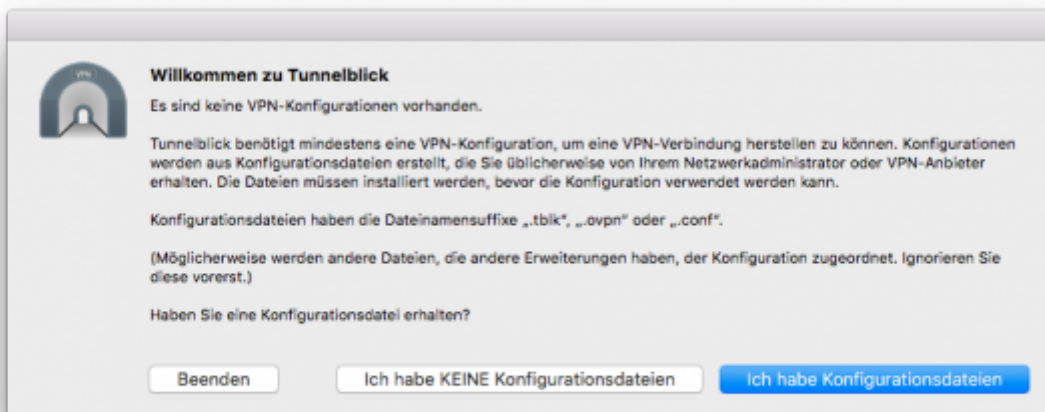 VPN
Willkommen zu Tunnelblick
Es sind keine VPN-Konfigurationen vorhanden.
Tunnelblick benötigt mindestens eine VPN-Konfiguration, um eine VPN-Verbindung herstellen zu können. Konfigurationen
werden aus Konfigurationsdateien erstellt, die Sie üblicherweise von Ihrem Netzwerkadministrator oder VPN-Anbieter
erhalten. Die Dateien müssen installiert werden, bevor die Konfiguration verwendet werden kann.
Konfigurationsdateien haben die Dateinamensuffixe „.tblk“, „.ovpn“ oder „.conf“.
(Möglicherweise werden andere Dateien, die andere Erweiterungen haben, der Konfiguration zugeordnet. Ignorieren Sie
diese vorerst.)
Haben Sie eine Konfigurationsdatei erhalten?
Beenden
Ich habe KEINE Konfigurationsdateien
Ich habe Konfigurationsdateien